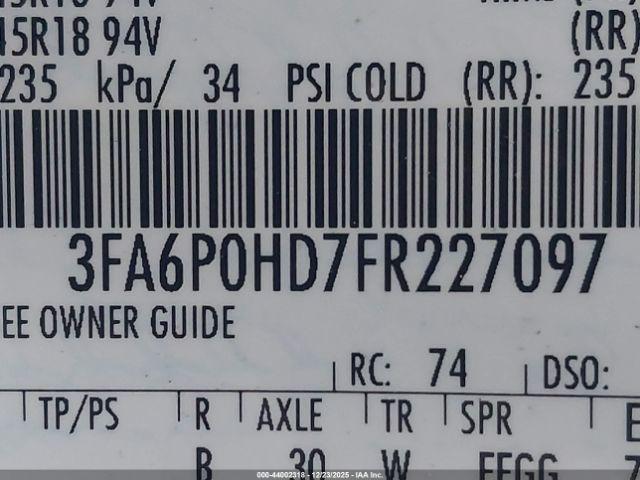 45R18 94V
(RR)
235 kPa/ 34 PSI COLD (RR): 235
3FA6P0HD7FR227097
EE OWNER GUIDE
RC: 74 DSO:
TP/PS R AXLE TR SPR
B 30 W EEGG
000-44002318 - 12/23/2025 - IAA Inc.